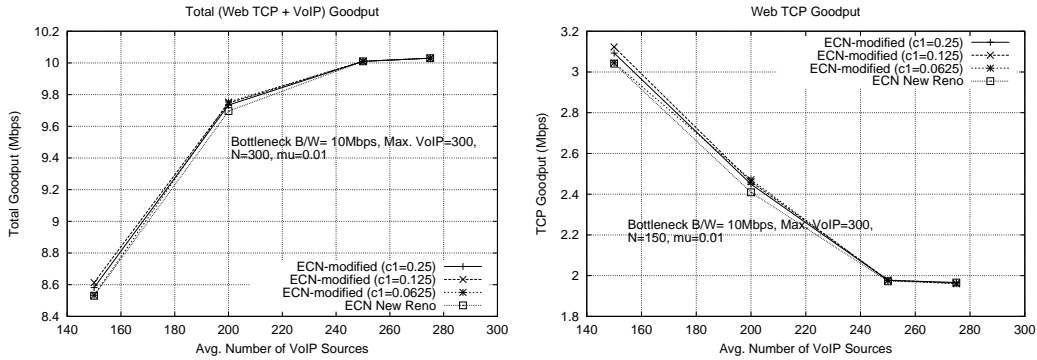 Total (Web TCP + VoIP) Goodput
10.2
10
9.8
9.6
9.4
9.2
9
8.8
8.6
8.4
Total Goodput (Mbps)
Bottleneck B/W= 10Mbps, Max. VoIP=300,
N=300, mu=0.01
ECN-modified (c1=0.25)
ECN-modified (c1=0.125)
ECN-modified (c1=0.0625)
ECN New Reno
140 160 180 200 220 240 260 280 300
Avg. Number of VoIP Sources
Web TCP Goodput
3.2
3
2.8
2.6
2.4
2.2
2
1.8
TCP Goodput (Mbps)
ECN-modified (c1=0.25)
ECN-modified (c1=0.125)
ECN-modified (c1=0.0625)
ECN New Reno
Bottleneck B/W= 10Mbps, Max. VoIP=300,
N=150, mu=0.01
140 160 180 200 220 240 260 280 300
Avg. Number of VoIP Sources